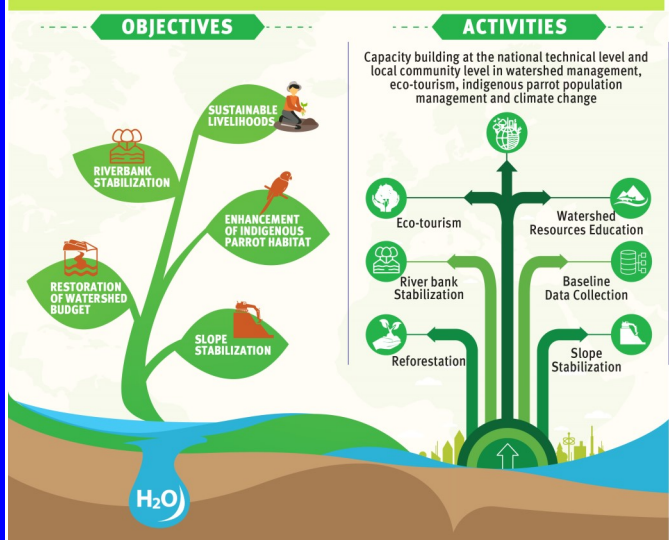 OBJECTIVES
SUSTAINABLE
LIVELIHOODS
RIVERBANK
STABILIZATION
ENHANCEMENT
OF INDIGENOUS
PARROT HABITAT
RESTORATION
OF WATERSHED
BUDGET
SLOPE
STABILIZATION
H₂O
ACTIVITIES
Capacity building at the national technical level and
local community level in watershed management,
eco-tourism, indigenous parrot population
management and climate change
Eco-tourism
Watershed
Resources Education
River bank
Stabilization
Baseline
Data Collection
Reforestation
Slope
Stabilization